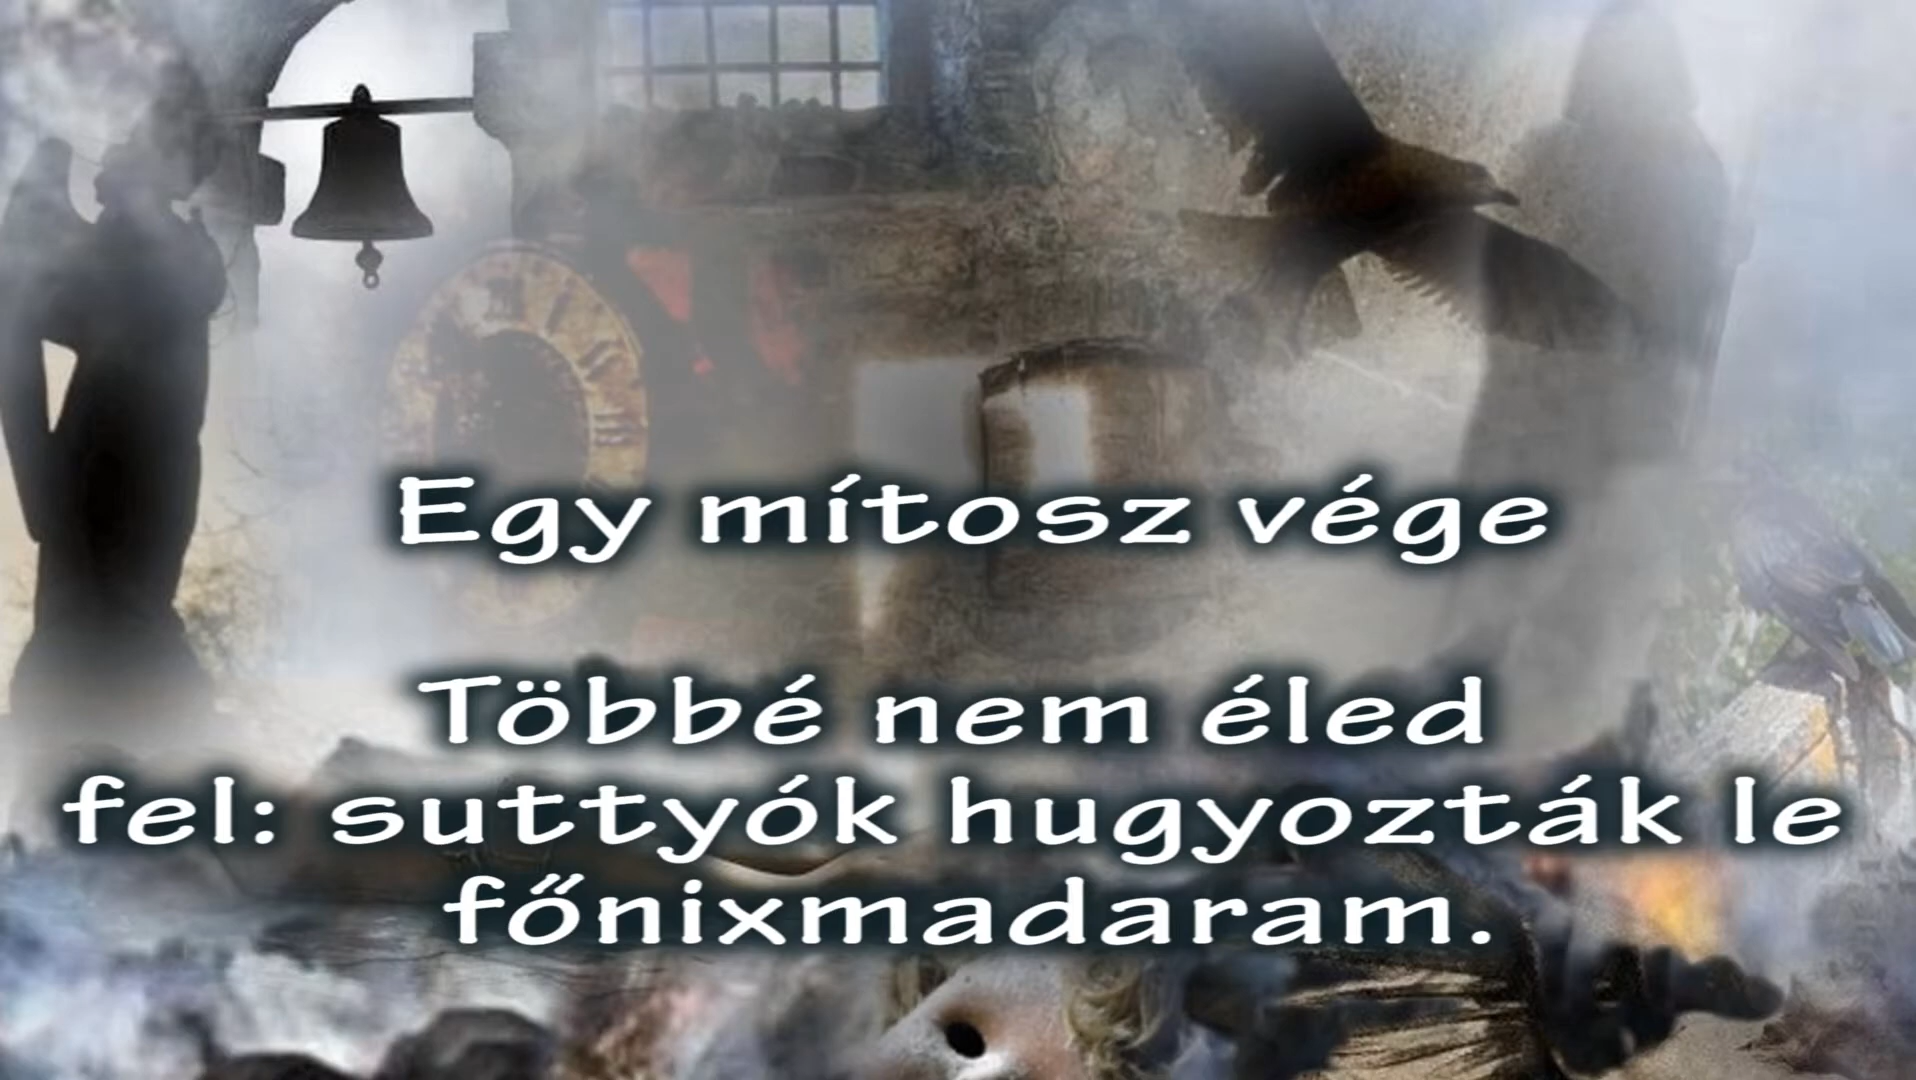 Egy mítosz vége
Többé nem éled
fel: suttyók hugyozták le
főnixmadaram.